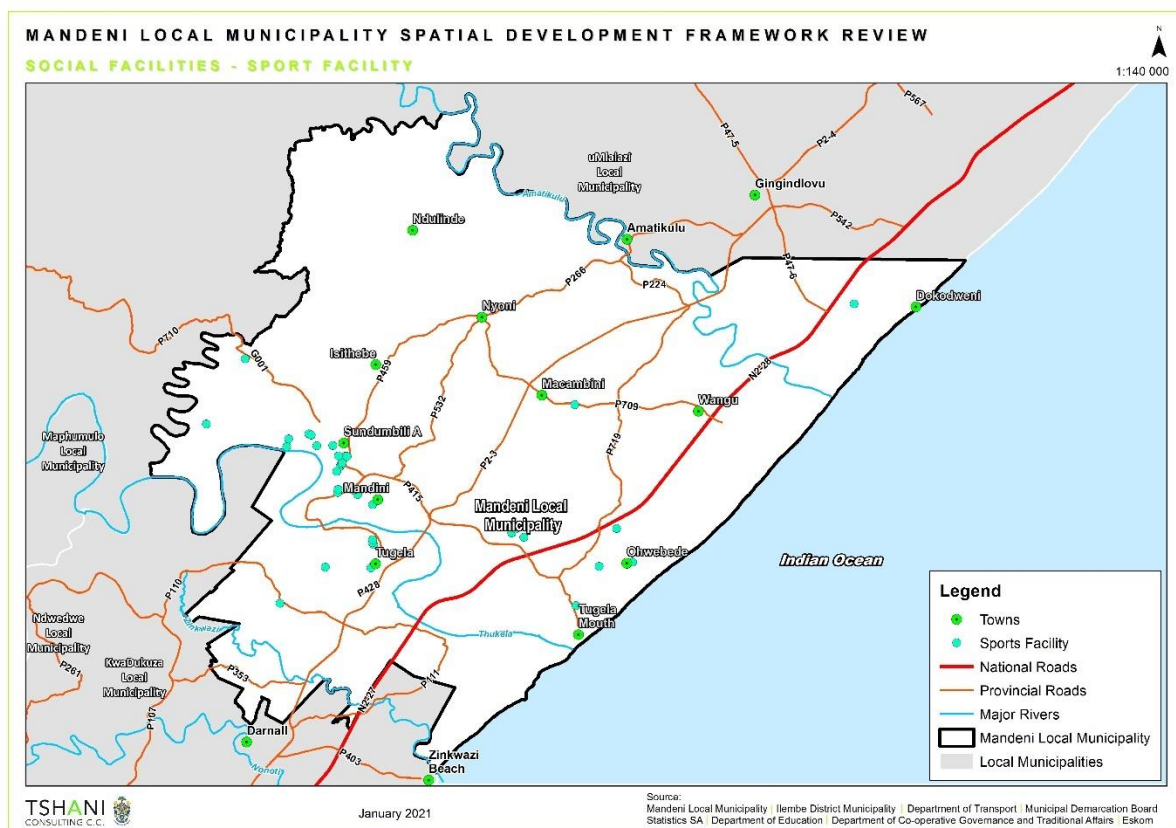 MANDENI LOCAL MUNICIPALITY SPATIAL DEVELOPMENT FRAMEWORK REVIEW
SOCIAL FACILITIES - SPORT FACILITY
N
1:140 000
P567
P47-5
P2-4
uMlalazi
Local
Municipality
Gingindlovu
Amatikulu
Ndulinde
Amatikulu
P542
P47-6
P266
P224
Dokodweni
Nyoni
P710
G001
Isithebe
P459
N2-28
P532
Macambini
P709
Wangu
Maphumulo
Local
Municipality
Sundumbili A
P2-3
P719
Mandini
P415
Mandeni Local
Municipality
Tugela
Ohwebede
Indian Ocean
P110
P428
Ndwedwe
Local
Municipality
Zinkwazi
Tugela
Mouth
Thukela
P261
KwaDukuza
Local
Municipality
P353
P111
P107
N2-27
Darnall
Nonoti
P403
Zinkwazi
Beach
Legend
Towns
Sports Facility
National Roads
Provincial Roads
Major Rivers
Mandeni Local Municipality
Local Municipalities
TSHANI
CONSULTING C.C.
January 2021
Source:
Mandeni Local Municipality | Ilembe District Municipality | Department of Transport | Municipal Demarcation Board
Statistics SA | Department of Education | Department of Co-operative Governance and Traditional Affairs | Eskom